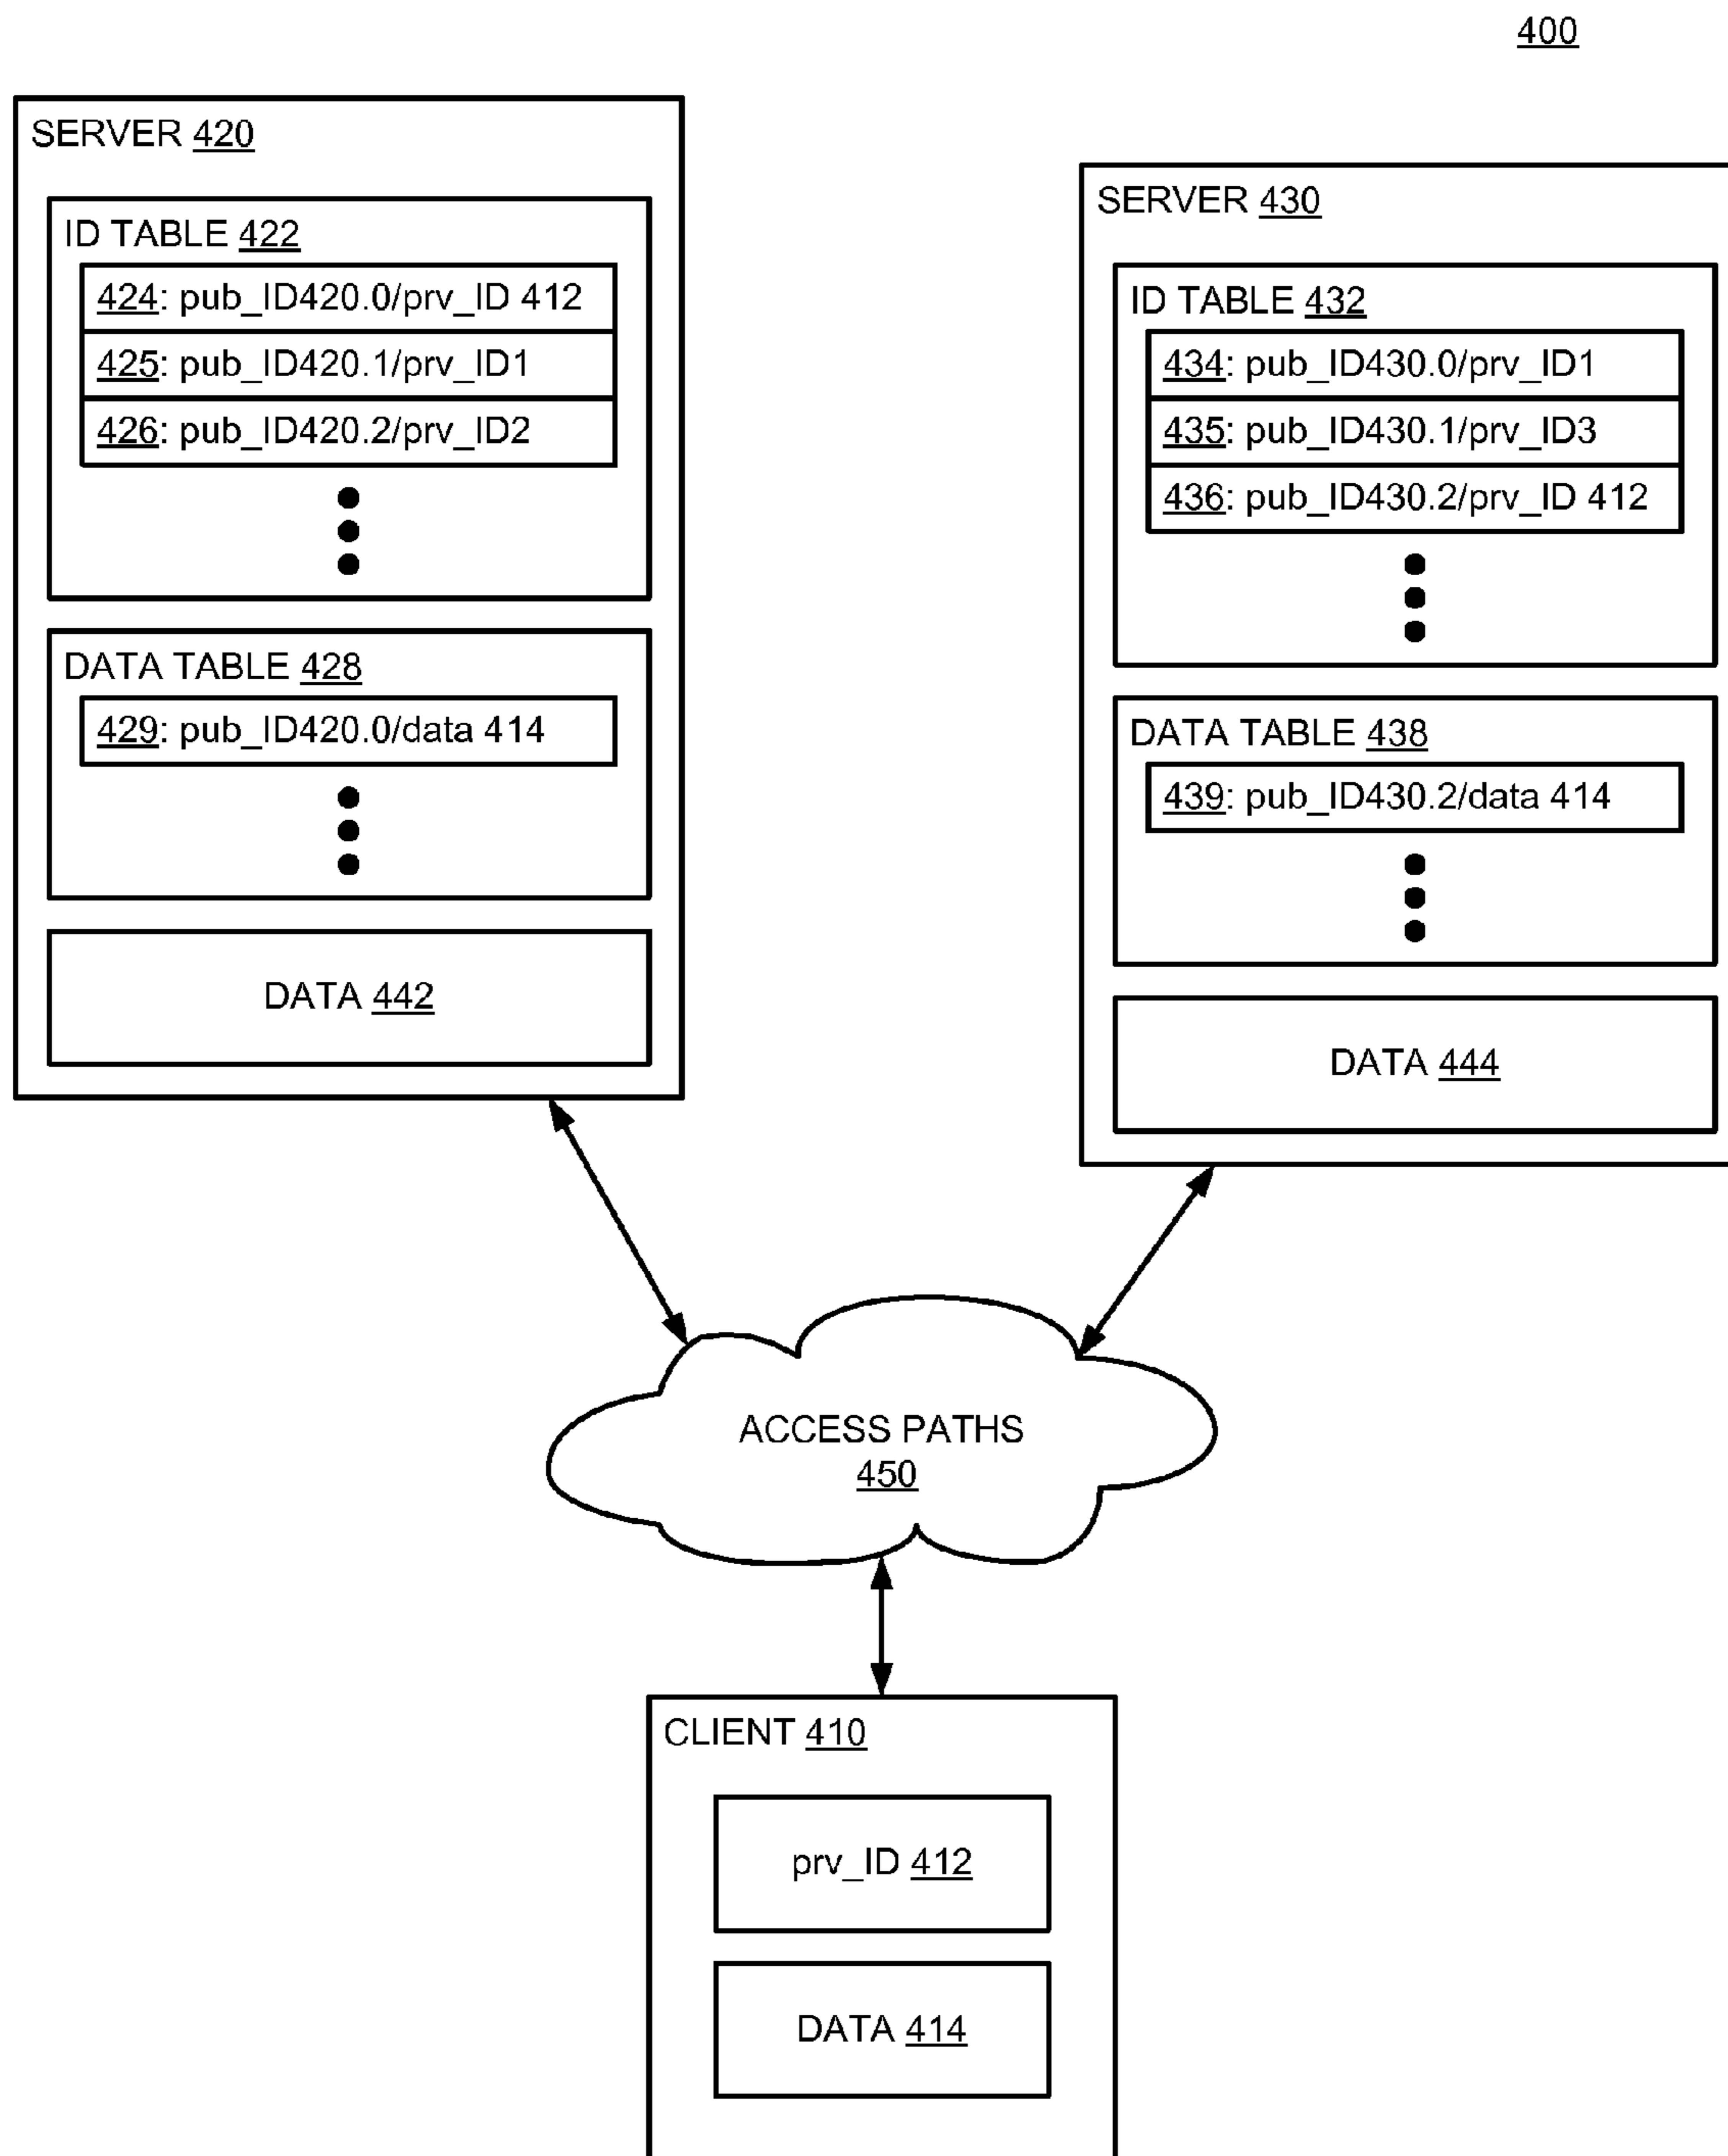 400
SERVER 420
ID TABLE 422
424: pub_ID420.0/prv_ID 412
425: pub_ID420.1/prv_ID1
426: pub_ID420.2/prv_ID2
DATA TABLE 428
429: pub_ID420.0/data 414
DATA 442
SERVER 430
ID TABLE 432
434: pub_ID430.0/prv_ID1
435: pub_ID430.1/prv_ID3
436: pub_ID430.2/prv_ID 412
DATA TABLE 438
439: pub_ID430.2/data 414
DATA 444
ACCESS PATHS
450
CLIENT 410
prv_ID 412
DATA 414